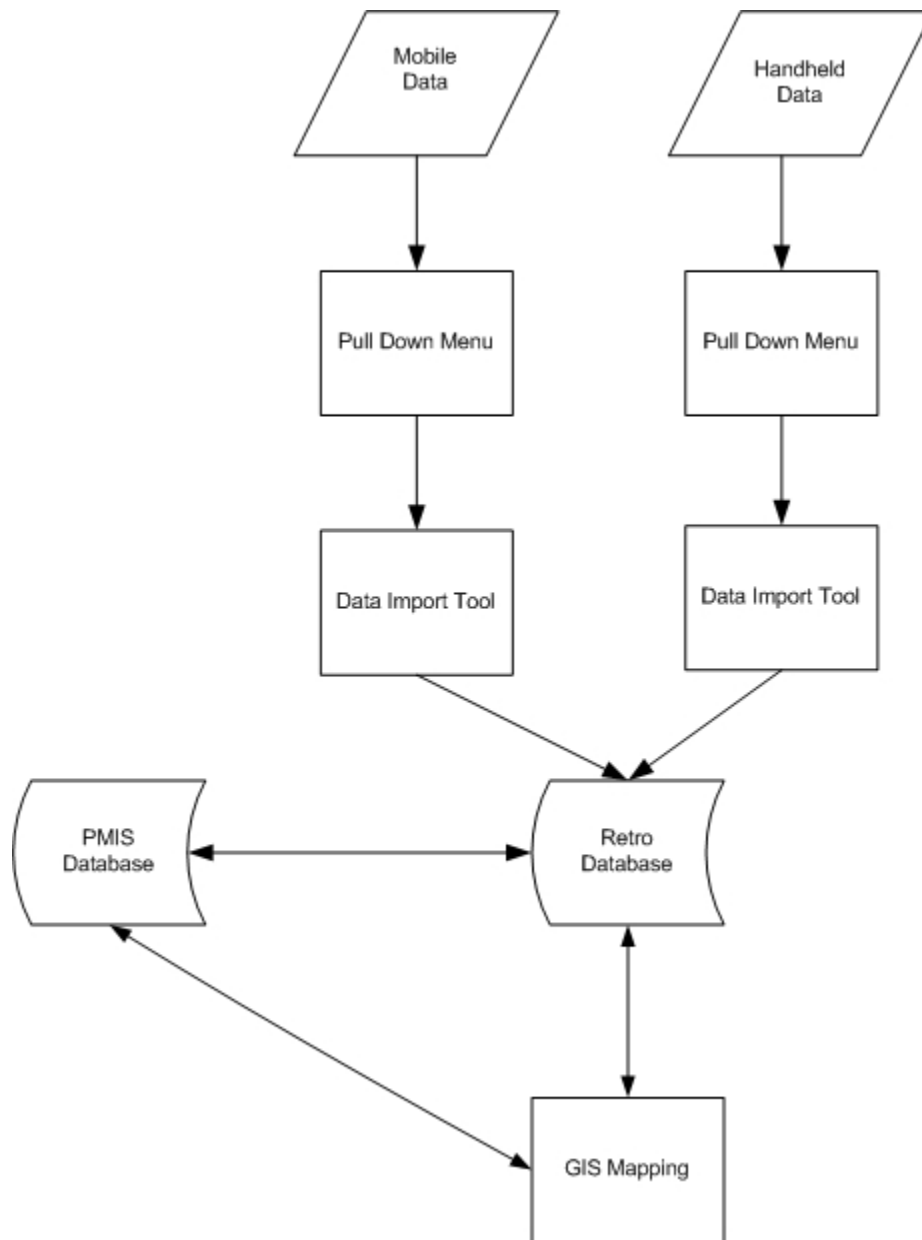 Mobile
Data
Handheld
Data
Pull Down Menu
Pull Down Menu
Data Import Tool
Data Import Tool
PMIS
Database
Retro
Database
GIS Mapping